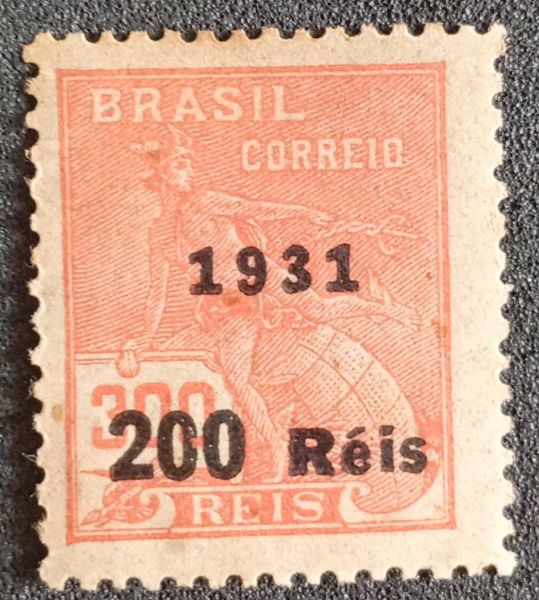 BRASIL
CORREIO
1931
300
200 Réis
REIS